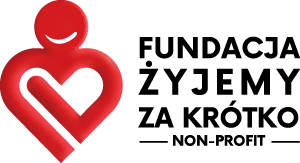 FUNDACJA
ŻYJEMY
ZA KRÓTKO
NON-PROFIT